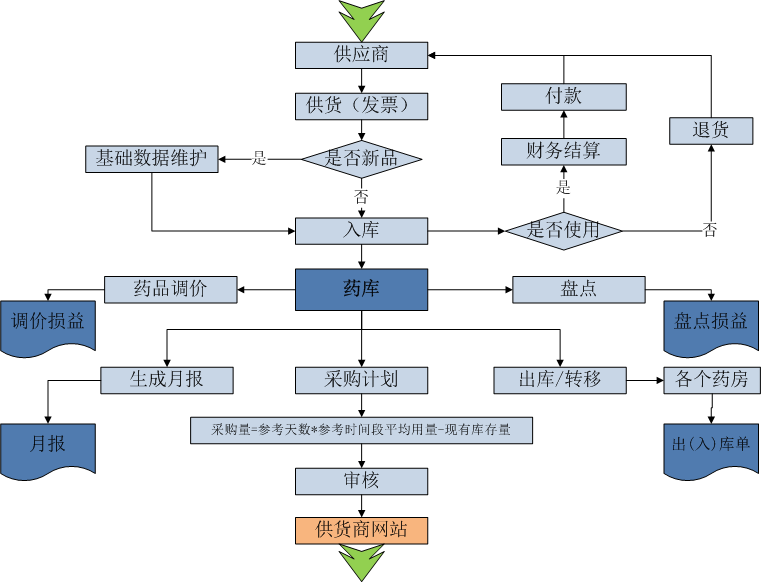 供应商
供货（发票）
付款
退货
是否新品
基础数据维护
是
财务结算
是
否
入库
是否使用
否
药品调价
药库
盘点
调价损益
盘点损益
生成月报
采购计划
出库/转移
各个药房
月报
采购量=参考天数*参考时间段平均用量-现有库存量
出(入)库单
审核
供货商网站